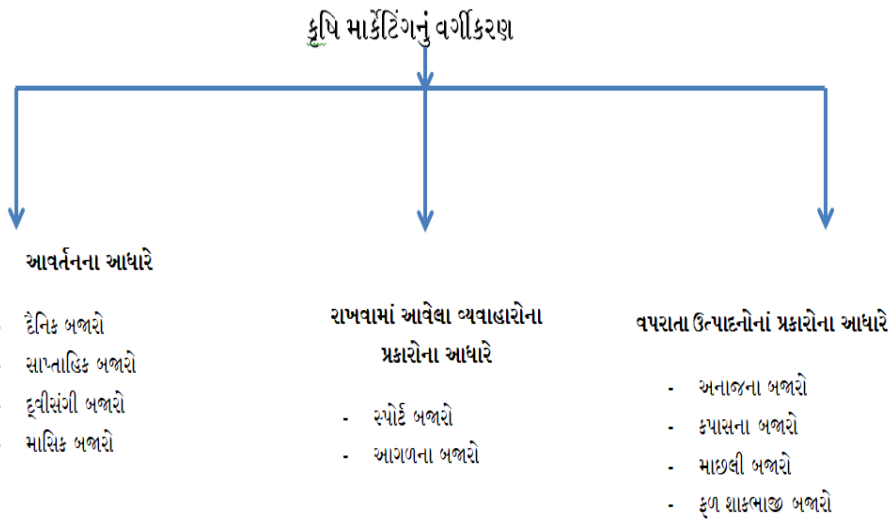 કૃષિ માર્કેટિંગનું વર્ગીકરણ
આવર્તનના આધારે
- દૈનિક બજારો
- સાપ્તાહિક બજારો
- દ્વીસંગી બજારો
- માસિક બજારો
રાખવામાં આવેલા વ્યવાહારોના
પ્રકારોના આધારે
- સ્પોર્ટ બજારો
- આગળના બજારો
વપરાતા ઉત્પાદનોનાં પ્રકારોના આધારે
- અનાજના બજારો
- કપાસના બજારો
- માછલી બજારો
- ફળ શાકભાજી બજારો